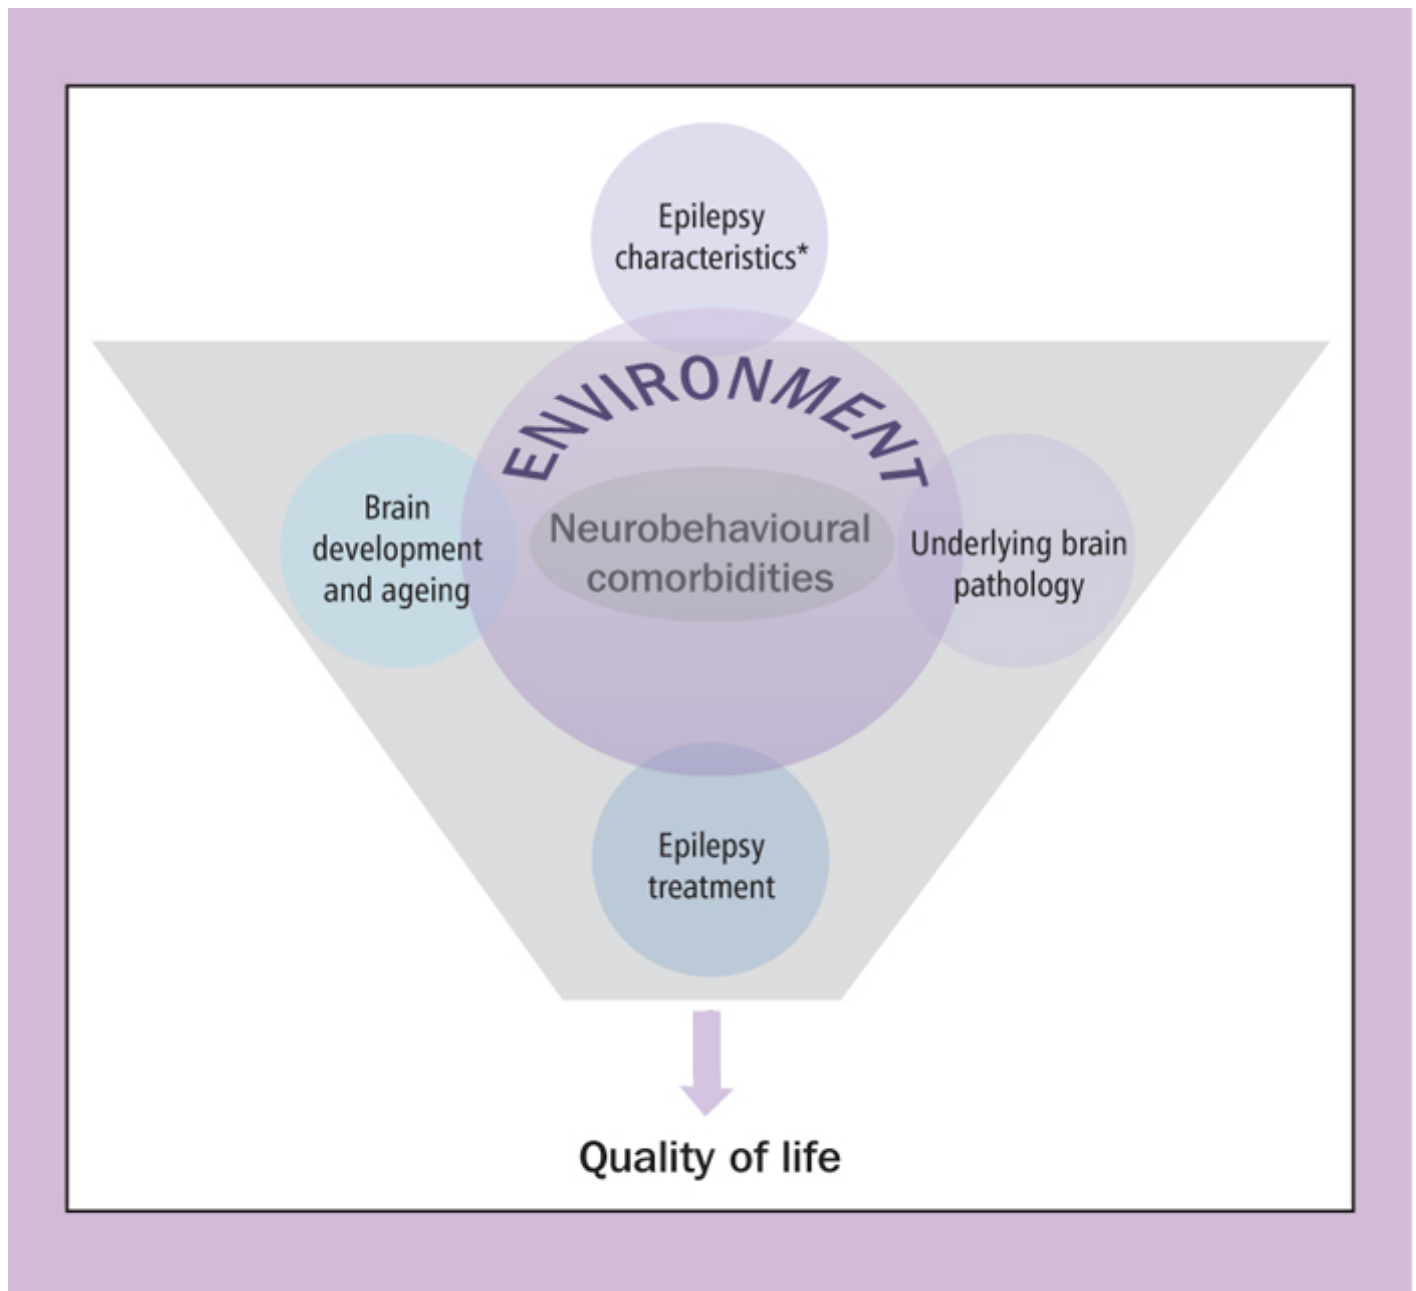 Epilepsy
characteristics*
ENVIRONMENT
Brain
development
and ageing
Neurobehavioural
comorbidities
Underlying brain
pathology
Epilepsy
treatment
Quality of life